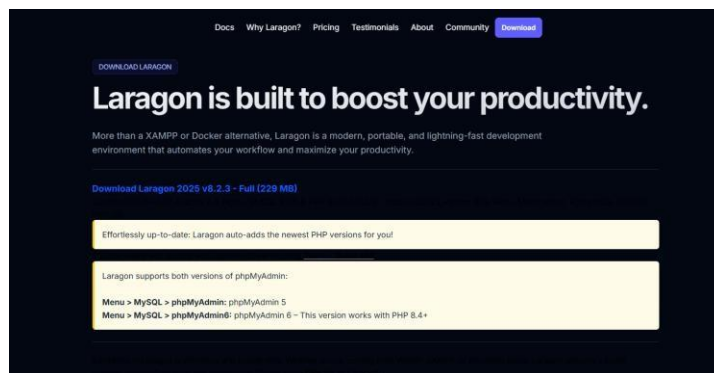 Docs Why Laragon? Pricing Testimonials About Community Download
DOWNLOAD LARAGON
Laragon is built to boost your productivity.
More than a XAMPP or Docker alternative, Laragon is a modern, portable, and lightning-fast development
environment that automates your workflow and maximize your productivity.
Download Laragon 2025 v8.2.3 - Full (229 MB)
Effortlessly up-to-date: Laragon auto-adds the newest PHP versions for you!
Laragon supports both versions of phpMyAdmin:
Menu > MySQL > phpMyAdmin: phpMyAdmin 5
Menu > MySQL > phpMyAdmin6: phpMyAdmin 6 – This version works with PHP 8.4+